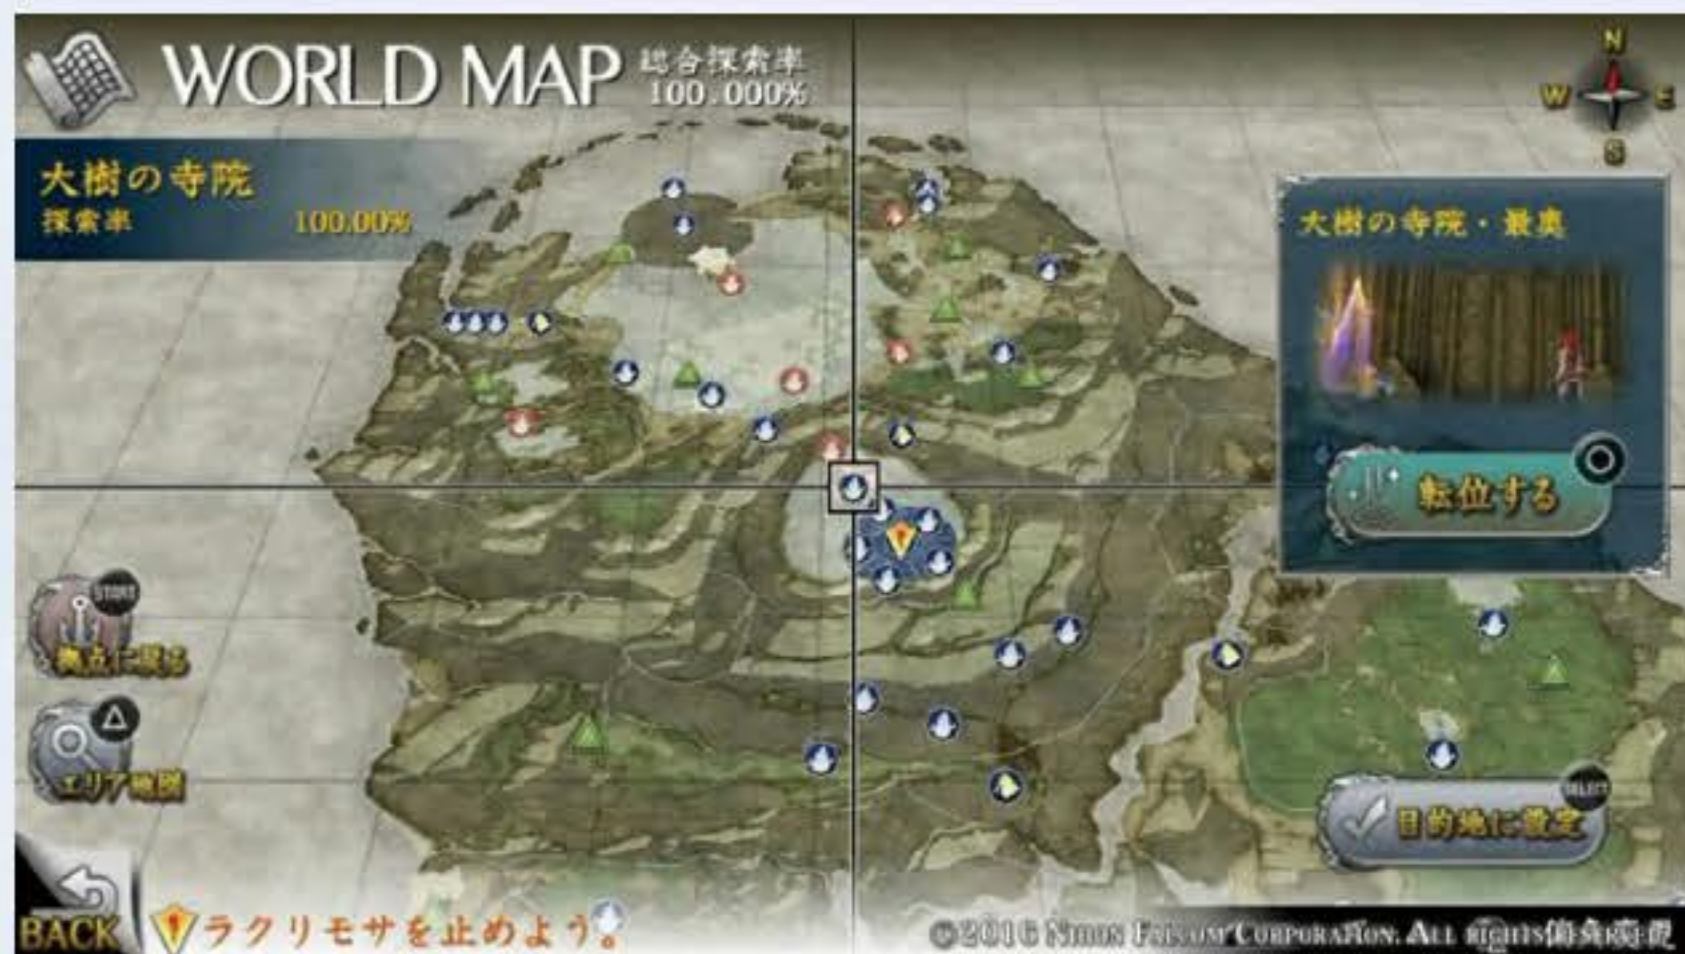 WORLD MAP
総合探索率
100.000%
N
W
E
S
大樹の寺院
探索率 100.00%
大樹の寺院・最奥
転位する
START
拠点に戻る
エリア地図
SELECT
目的地に設定
BACK
ラクリモサを止めよう。
©2016 NIHON FALCOM CORPORATION. ALL RIGHTS RESERVED